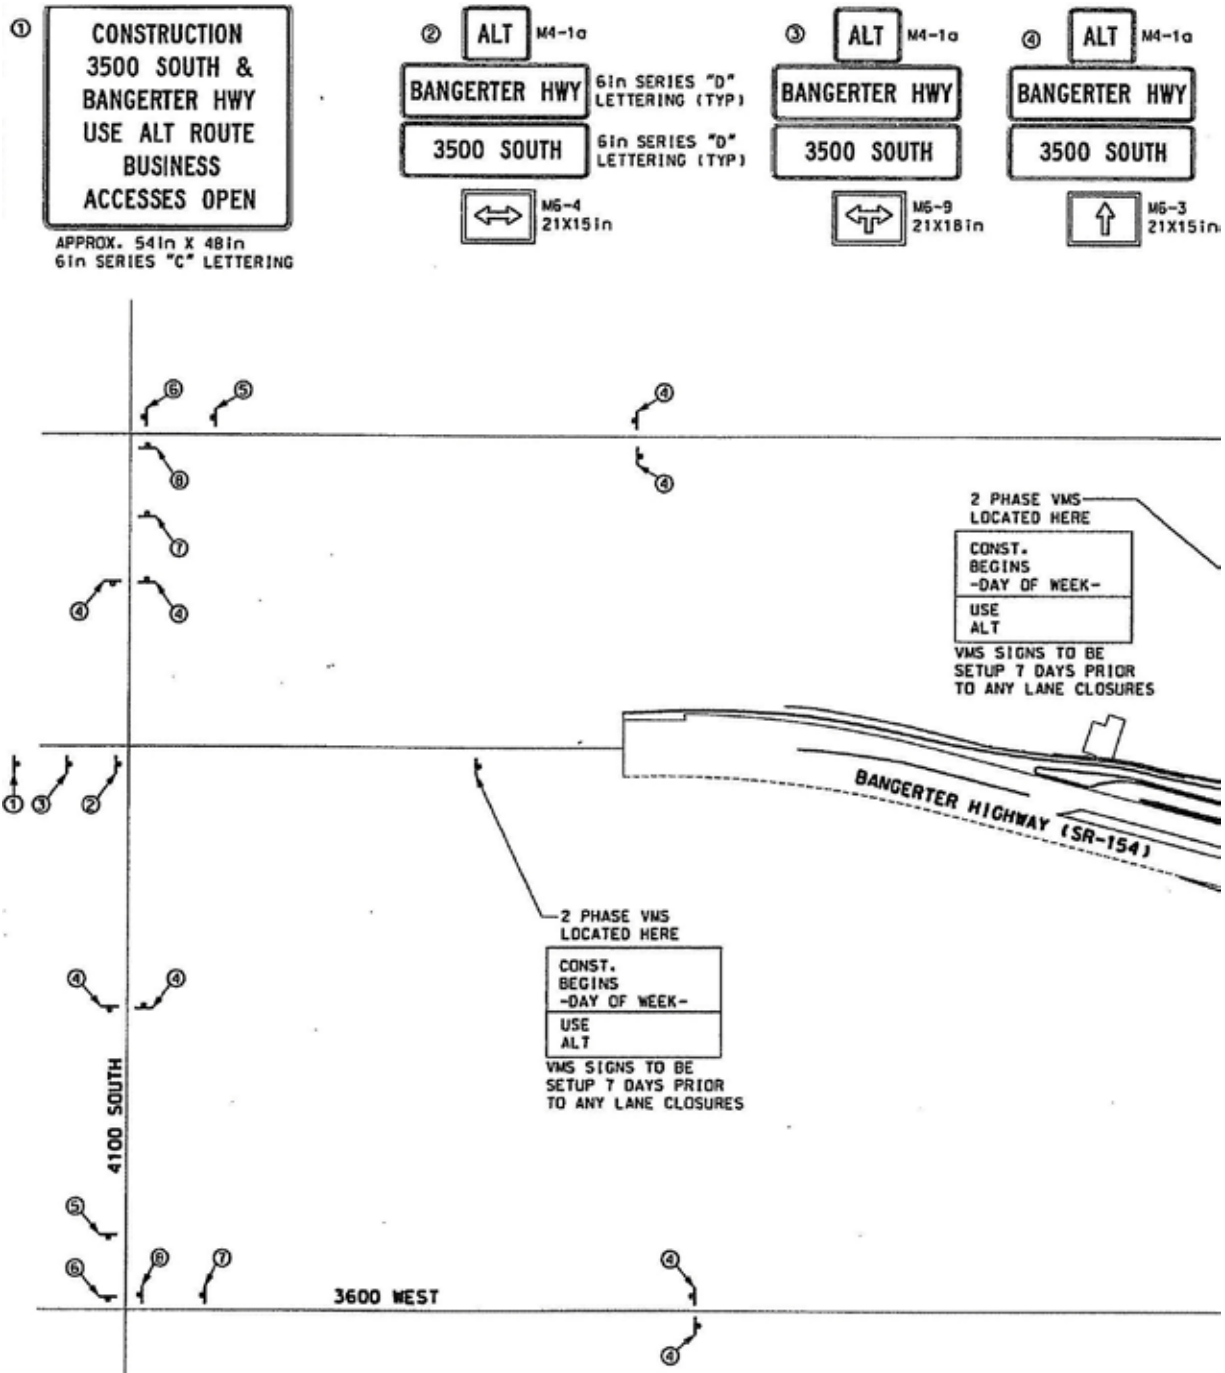 ①
CONSTRUCTION
3500 SOUTH &
BANGERTER HWY
USE ALT ROUTE
BUSINESS
ACCESSES OPEN
APPROX. 54in X 48in
6in SERIES "C" LETTERING
②
ALT
M4-1a
BANGERTER HWY
6in SERIES "D"
LETTERING (TYP)
3500 SOUTH
6in SERIES "D"
LETTERING (TYP)
M6-4
21X15in
③
ALT
M4-1a
BANGERTER HWY
3500 SOUTH
M6-9
21X18in
④
ALT
M4-1a
BANGERTER HWY
3500 SOUTH
M6-3
21X15in
⑥
⑤
④
⑧
④
⑦
④
④
2 PHASE VMS
LOCATED HERE
CONST.
BEGINS
-DAY OF WEEK-
USE
ALT
VMS SIGNS TO BE
SETUP 7 DAYS PRIOR
TO ANY LANE CLOSURES
①
③
②
BANGERTER HIGHWAY (SR-154)
2 PHASE VMS
LOCATED HERE
CONST.
BEGINS
-DAY OF WEEK-
USE
ALT
VMS SIGNS TO BE
SETUP 7 DAYS PRIOR
TO ANY LANE CLOSURES
④
④
4100 SOUTH
⑤
⑥
⑧
⑦
3600 WEST
④
④